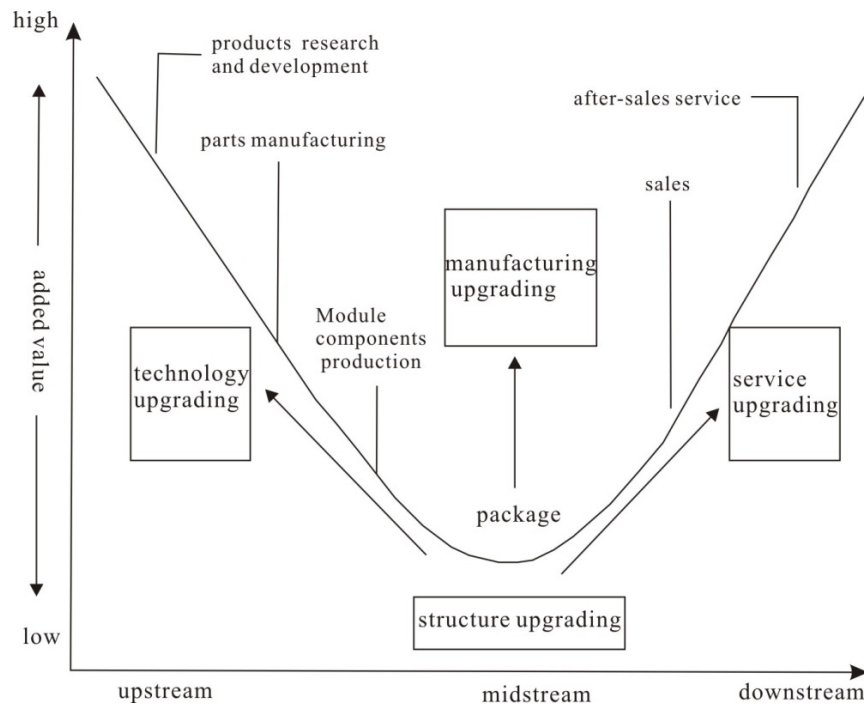 high
products research
and development
after-sales service
parts manufacturing
sales
manufacturing
upgrading
added value
Module
components
production
technology
upgrading
service
upgrading
package
structure upgrading
low
upstream
midstream
downstream